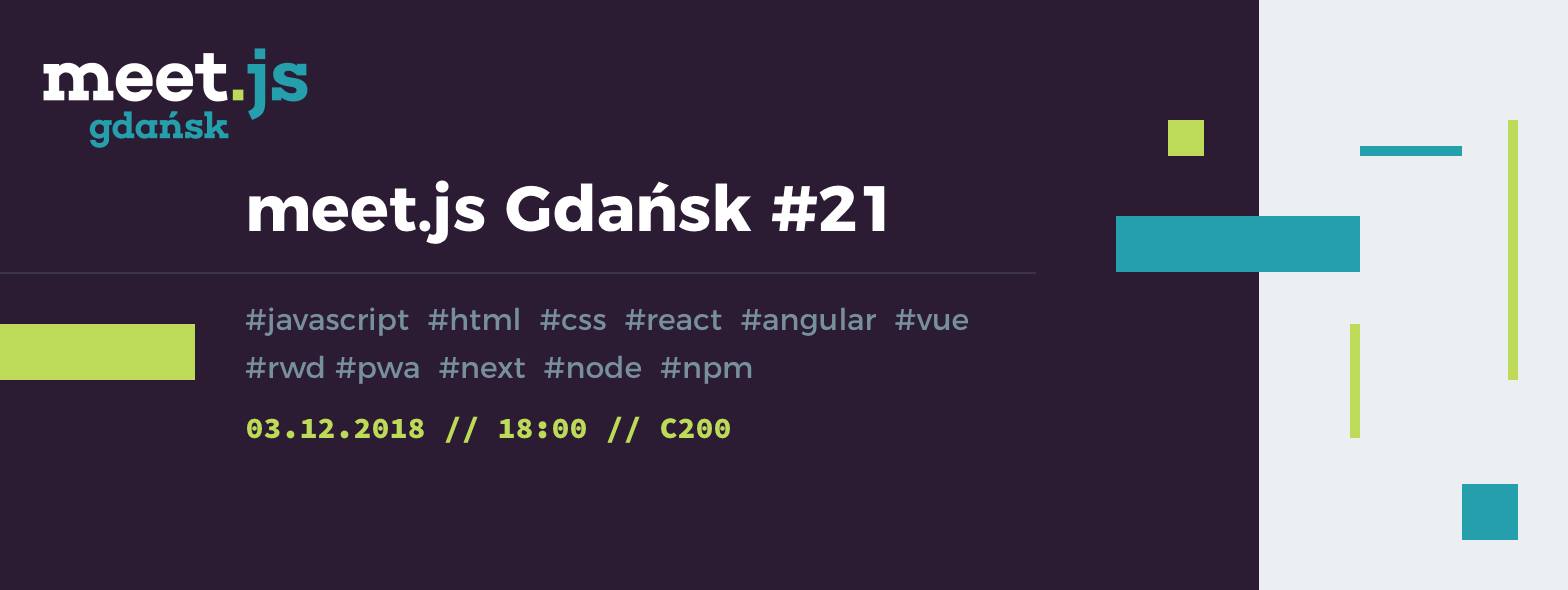 meet.js
gdańsk
meet.js Gdańsk #21
#javascript #html #css #react #angular #vue
#rwd #pwa #next #node #npm
03.12.2018 // 18:00 // C200